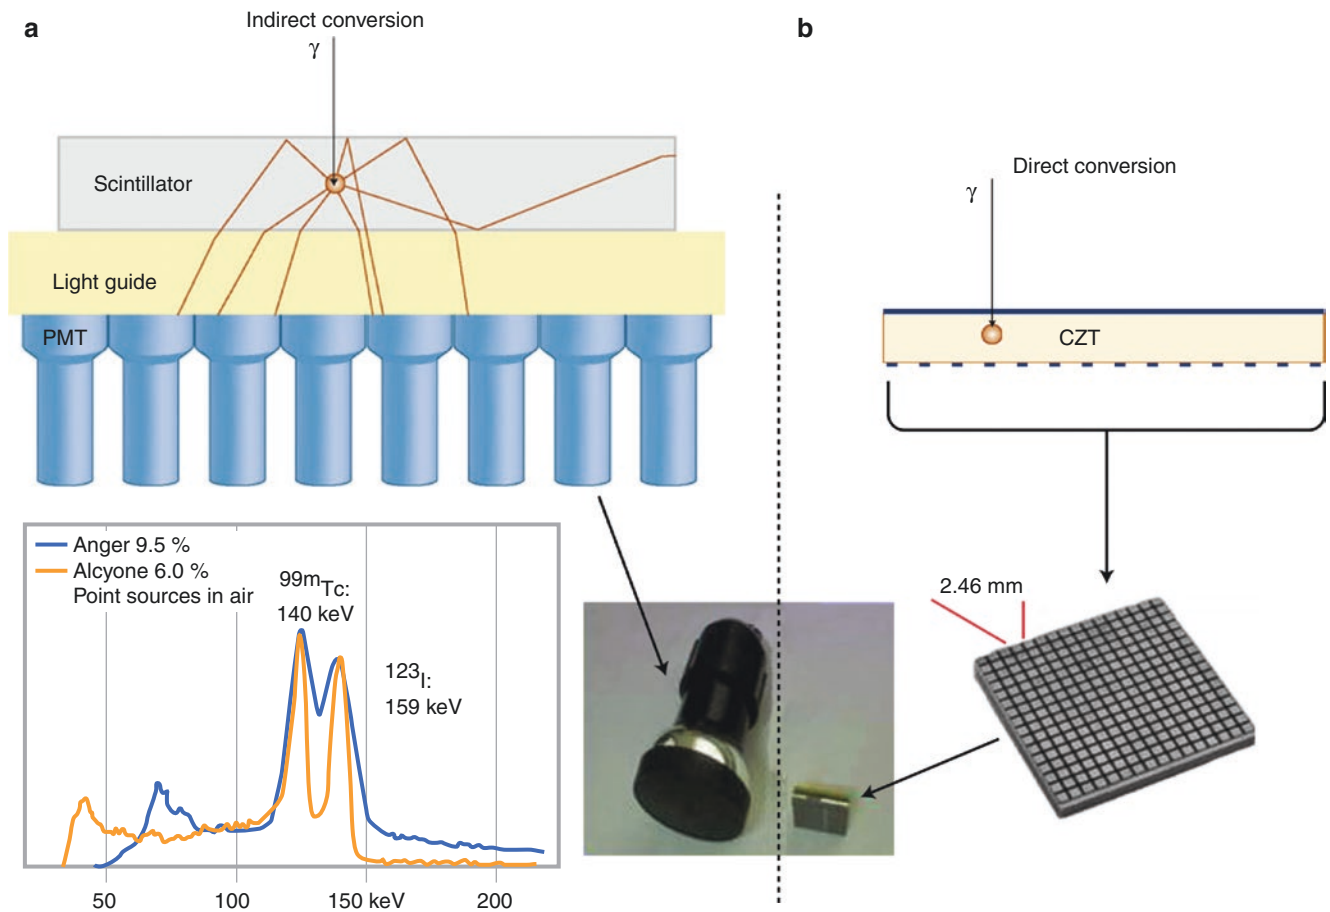 a
Indirect conversion
γ
Scintillator
Light guide
PMT
Anger 9.5 %
Alcyone 6.0 %
Point sources in air
99mTc:
140 keV
123I:
159 keV
50
100
150 keV
200
b
Direct conversion
γ
CZT
2.46 mm